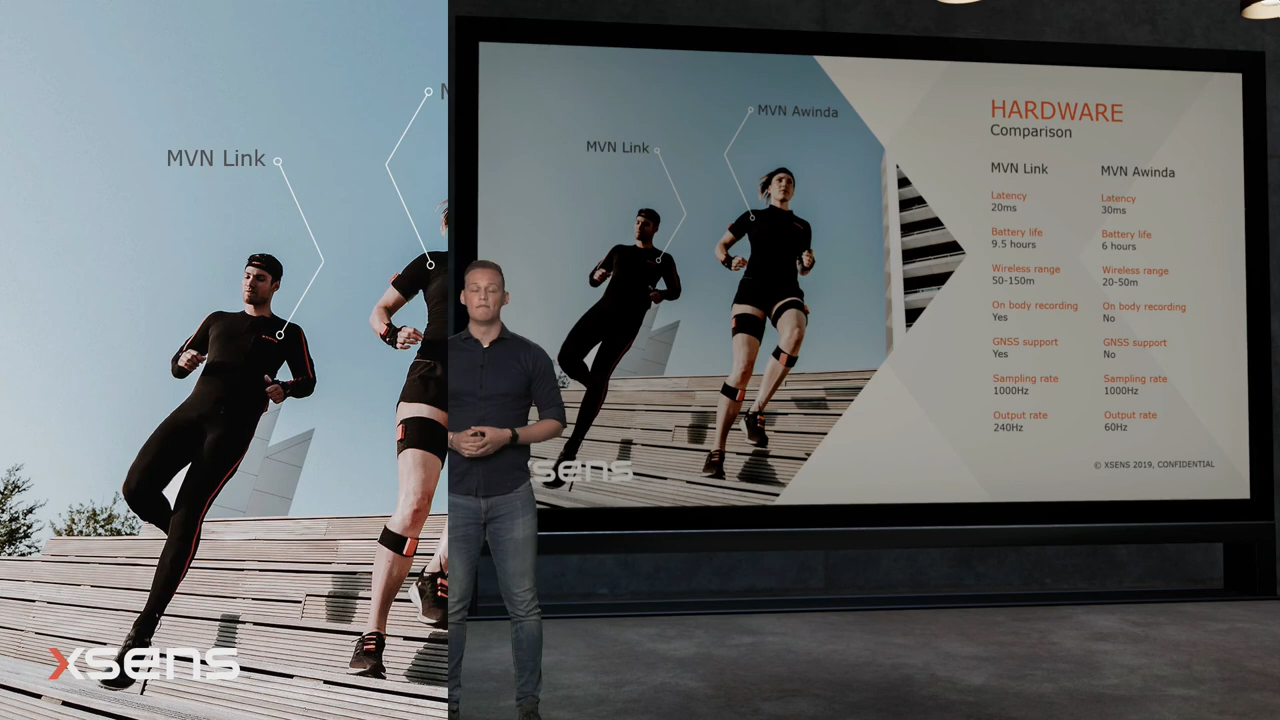 N
MVN Link
xsens
MVN Awinda
MVN Link
sens
HARDWARE
Comparison
MVN Link
Latency
20ms
Battery life
9.5 hours
Wireless range
50-150m
On body recording
Yes
GNSS support
Yes
Sampling rate
1000Hz
Output rate
240Hz
MVN Awinda
Latency
30ms
Battery life
6 hours
Wireless range
20-50m
On body recording
No
GNSS support
No
Sampling rate
1000Hz
Output rate
60Hz
© XSENS 2019, CONFIDENTIAL